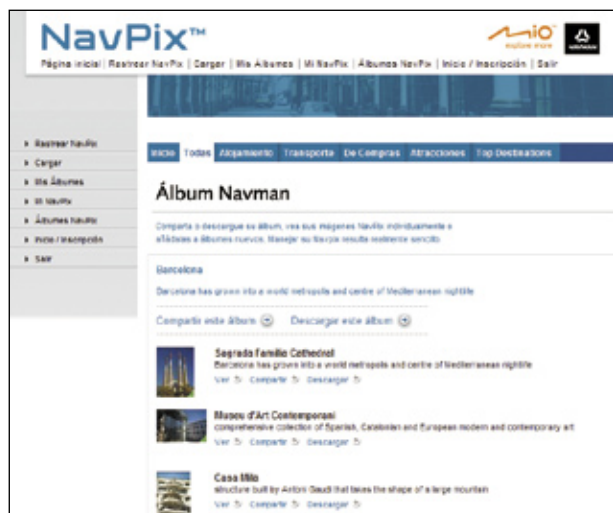 NavPix™
mio
explore more
Página inicial | Rastrear NavPix | Cargar | Mis Álbumes | Mi NavPix | Álbumes NavPix | Inicio / Inscripción | Salir
Rastrear NavPix
Cargar
Mis Álbumes
Mi NavPix
Álbumes NavPix
Inicio / Inscripción
Salir
Inicio Todas Alojamiento Transporte De Compras Atracciones Top Destinations
Álbum Navman
Comparta o descargue su álbum, vea sus imágenes NavPix individualmente o
añádalas a álbumes nuevos. Manejar su Navpix resulta realmente sencillo
Barcelona
Barcelona has grown into a world metropolis and centre of Mediterranean nightlife
Compartir este álbum Descargar este álbum
Sagrada Familia Cathedral
Barcelona has grown into a world metropolis and centre of Mediterranean nightlife
Ver Compartir Descargar
Museu d'Art Contemporani
comprehensive collection of Spanish, Catalonian and European modern and contemporary art
Ver Compartir Descargar
Casa Mila
structure built by Antoni Gaudi that takes the shape of a large mountain
Ver Compartir Descargar